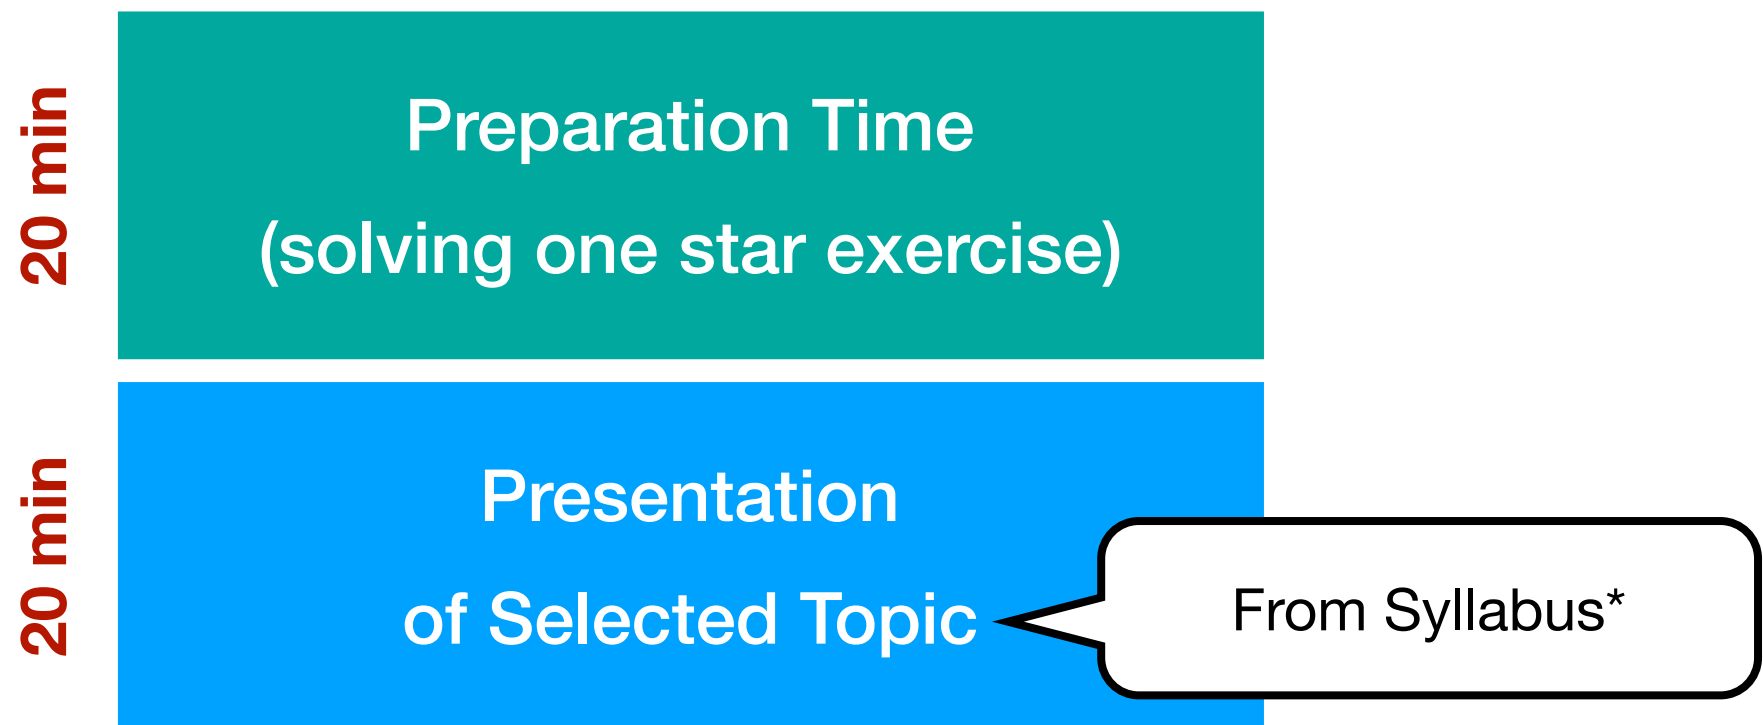 20 min
Preparation Time
(solving one star exercise)
20 min
Presentation
of Selected Topic
From Syllabus*